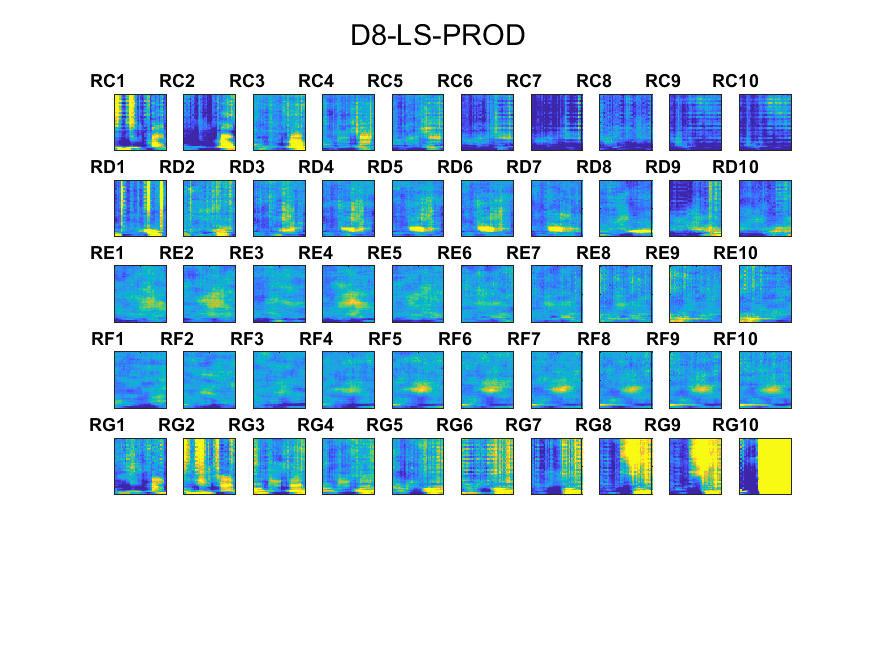 D8-LS-PROD
RC1 RC2 RC3 RC4 RC5 RC6 RC7 RC8 RC9 RC10
RD1 RD2 RD3 RD4 RD5 RD6 RD7 RD8 RD9 RD10
RE1 RE2 RE3 RE4 RE5 RE6 RE7 RE8 RE9 RE10
RF1 RF2 RF3 RF4 RF5 RF6 RF7 RF8 RF9 RF10
RG1 RG2 RG3 RG4 RG5 RG6 RG7 RG8 RG9 RG10